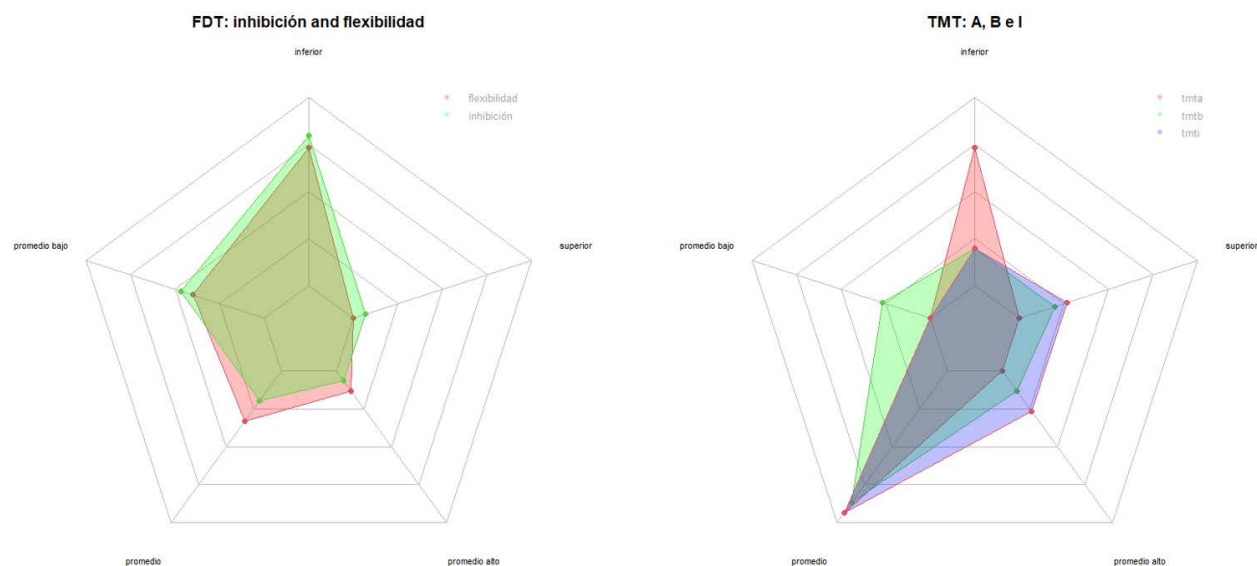 FDT: inhibición and flexibilidad
inferior
flexibilidad
inhibición
promedio bajo
superior
promedio
promedio alto
TMT: A, B e I
inferior
tmta
tmtb
tmti
promedio bajo
superior
promedio
promedio alto